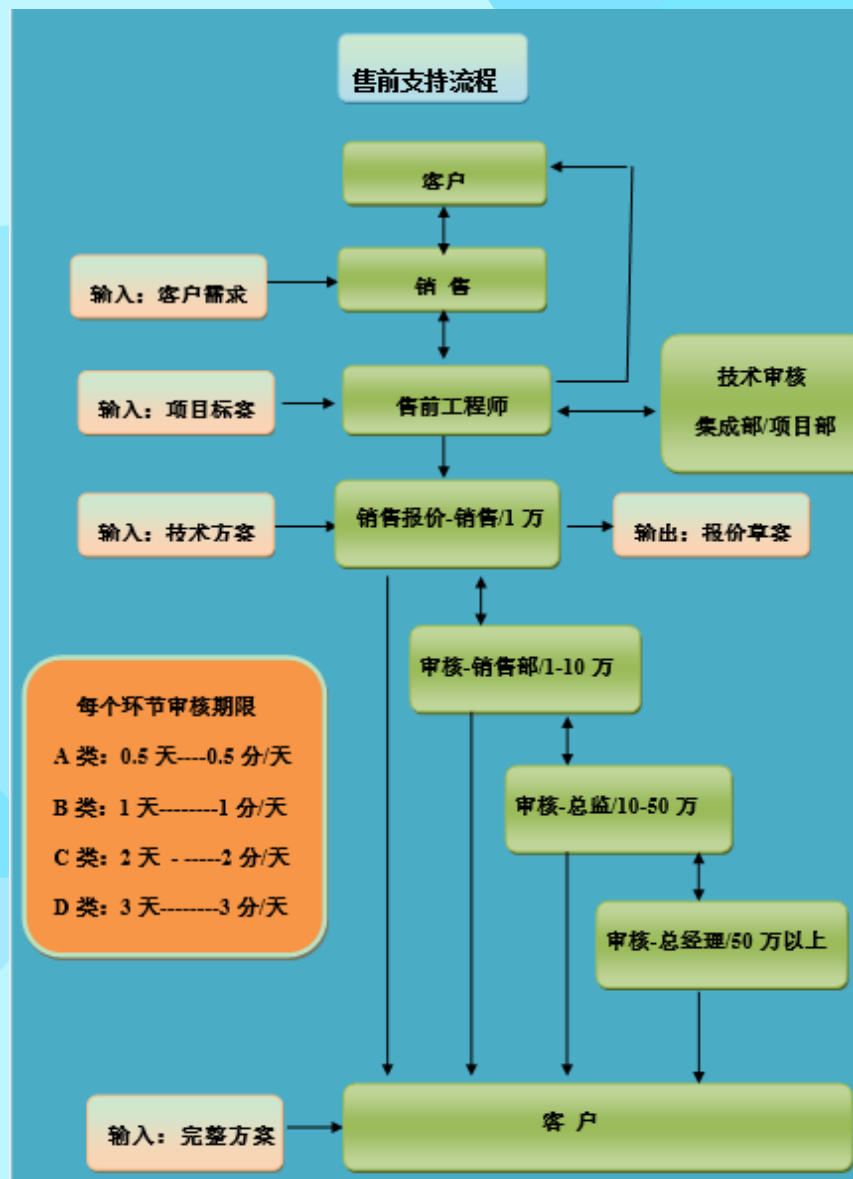 售前支持流程
客户
输入：客户需求
销 售
输入：项目标案
售前工程师
技术审核
集成部/项目部
输入：技术方案
销售报价-销售/1 万
输出：报价草案
审核-销售部/1-10 万
每个环节审核期限
A 类：0.5 天----0.5 分/天
B 类：1 天--------1 分/天
C 类：2 天 - -----2 分/天
D 类：3 天--------3 分/天
审核-总监/10-50 万
审核-总经理/50 万以上
输入：完整方案
客 户